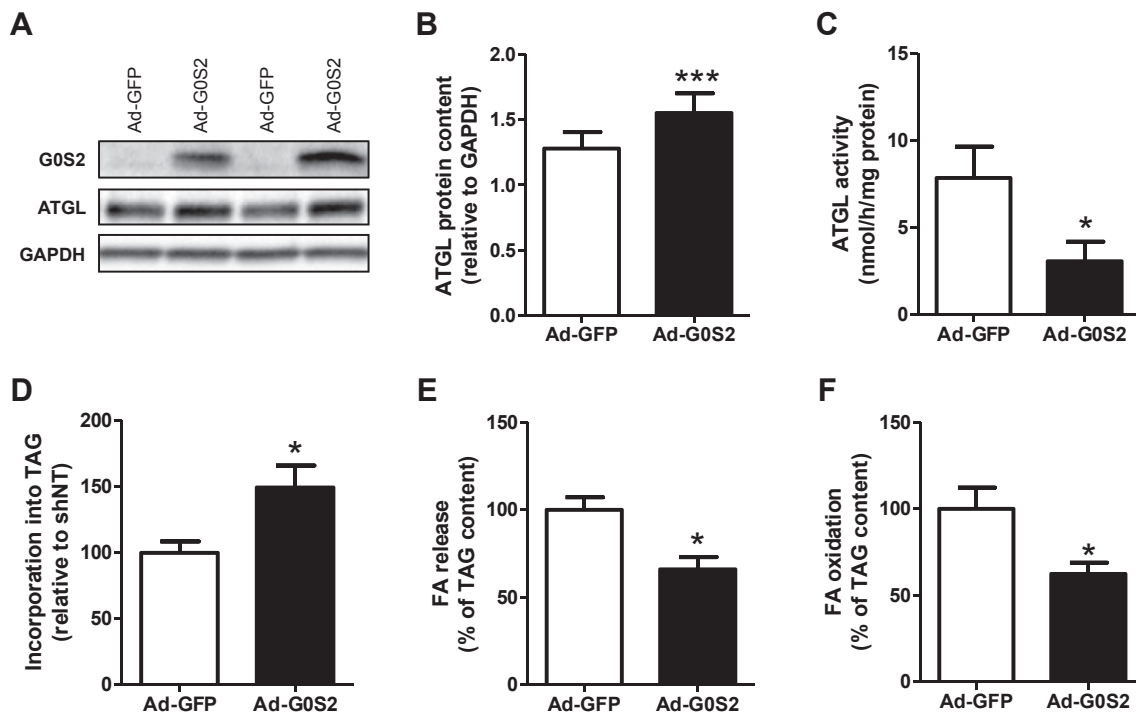 A
Ad-GFP
Ad-G0S2
Ad-GFP
Ad-G0S2
G0S2
ATGL
GAPDH
B
ATGL protein content
(relative to GAPDH)
2.0
1.5
1.0
0.5
0.0
***
Ad-GFP
Ad-G0S2
C
ATGL activity
(nmol/h/mg protein)
15
10
5
0
*
Ad-GFP
Ad-G0S2
D
Incorporation into TAG
(relative to shNT)
200
150
100
50
0
*
Ad-GFP
Ad-G0S2
E
FA release
(% of TAG content)
150
100
50
0
*
Ad-GFP
Ad-G0S2
F
FA oxidation
(% of TAG content)
150
100
50
0
*
Ad-GFP
Ad-G0S2